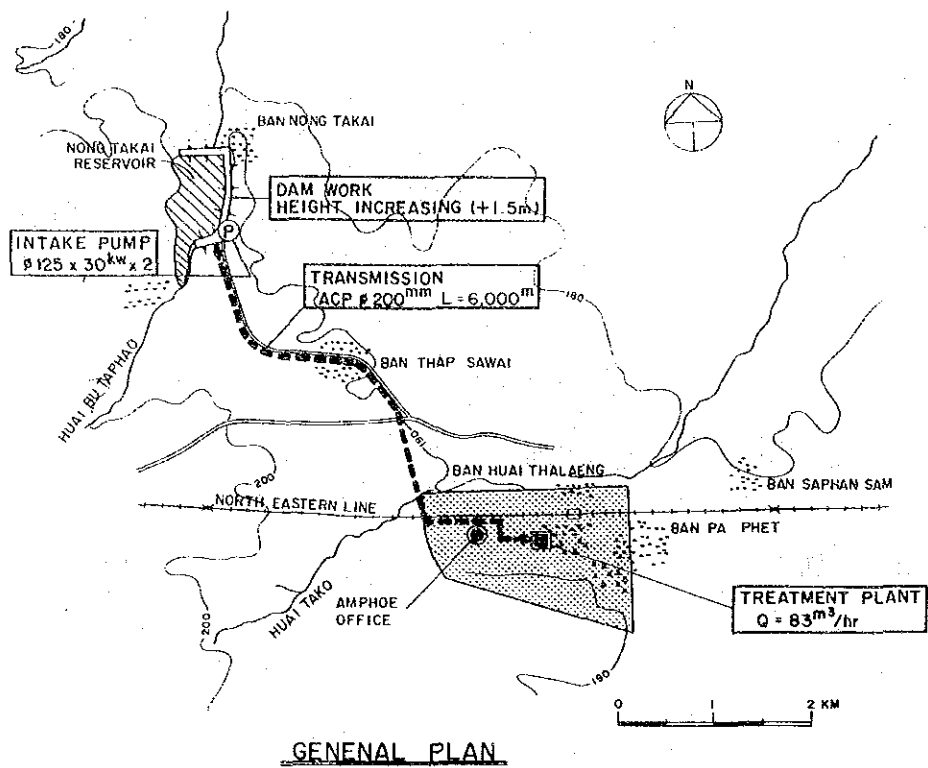 180
N
BAN NONG TAKAI
NONG TAKAI
RESERVOIR
DAM WORK
HEIGHT INCREASING (+1.5m)
P
INTAKE PUMP
ø125 x 30kw x 2
TRANSMISSION
ACP ø 200mm L = 6,000m
180
BAN THAP SAWAI
HUAI BU TAPHAO
190
200
BAN HUAI THALAENG
BAN SAPHAN SAM
NORTH EASTERN LINE
BAN PA PHET
AMPHOE
OFFICE
HUAI TAKO
200
TREATMENT PLANT
Q = 83m3/hr
190
0 1 2 KM
GENENAL PLAN